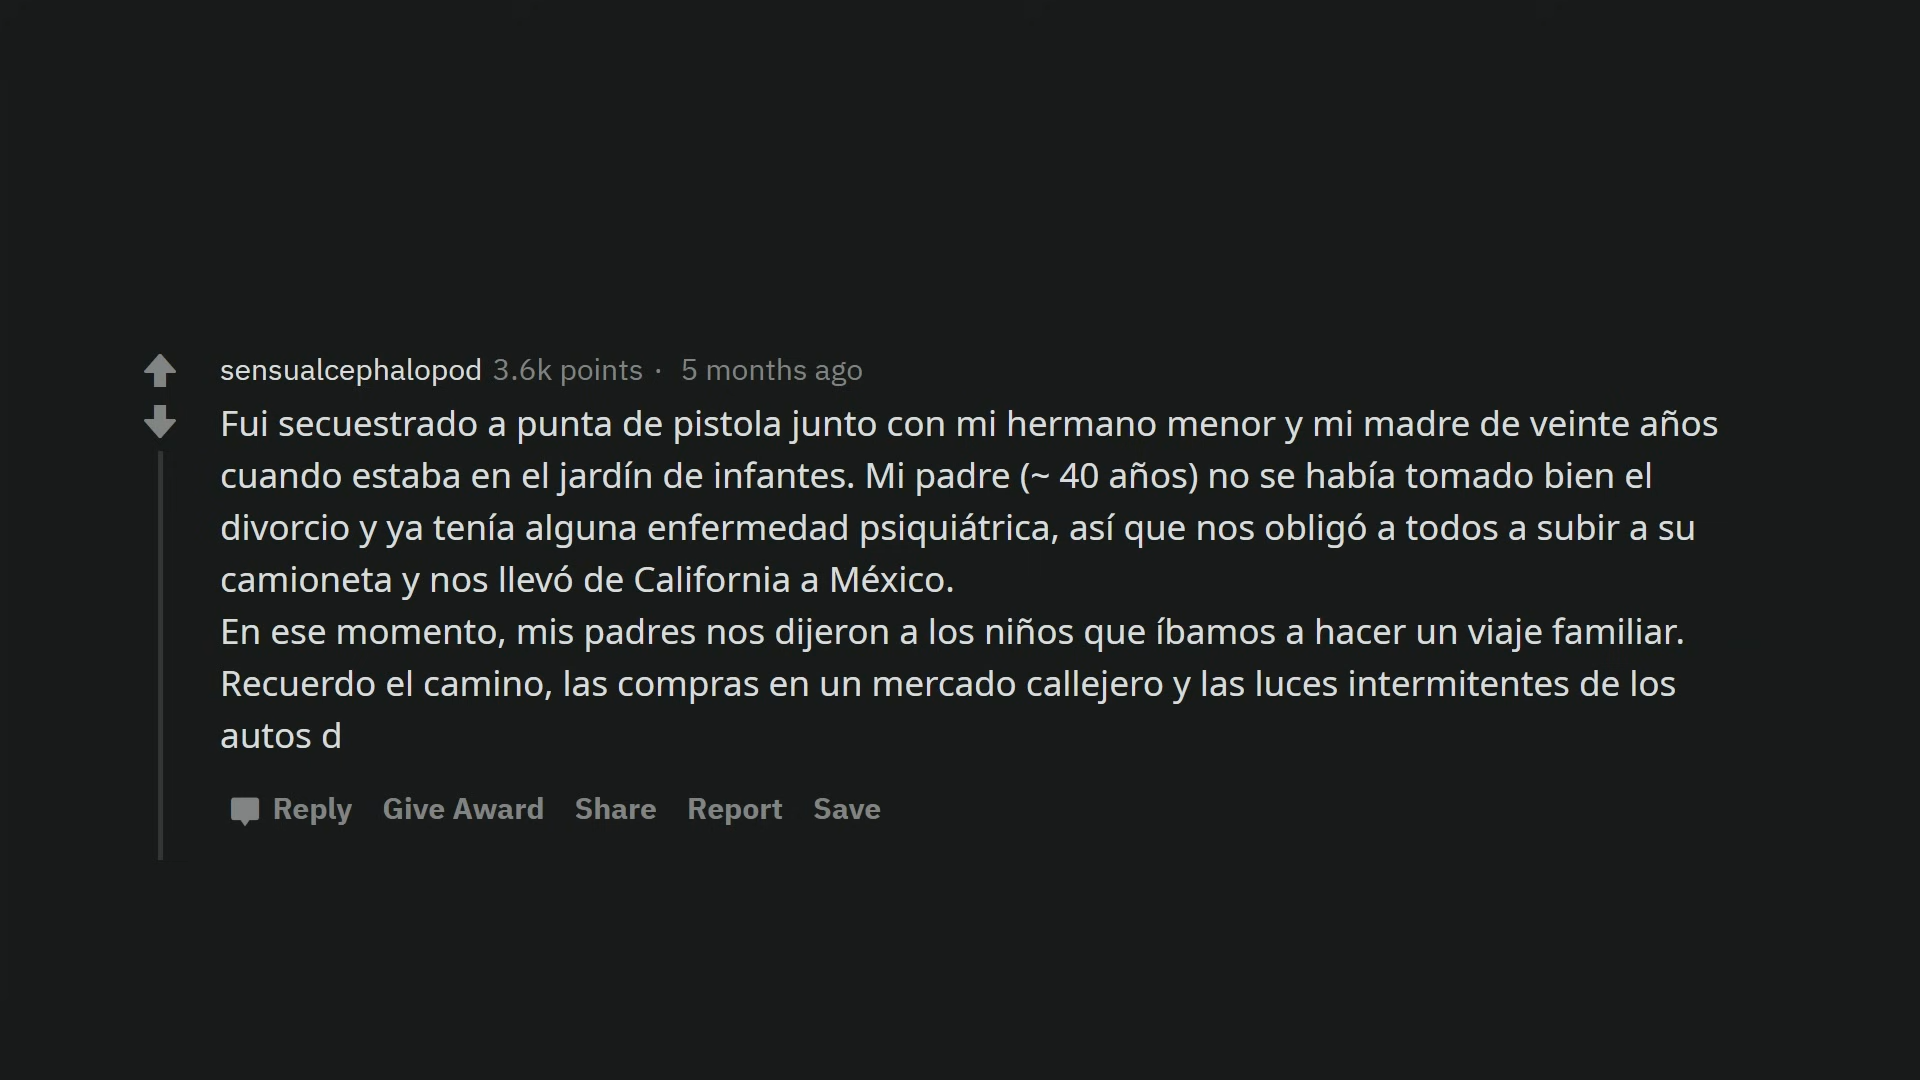 sensualcephalopod 3.6k points · 5 months ago
Fui secuestrado a punta de pistola junto con mi hermano menor y mi madre de veinte años
cuando estaba en el jardín de infantes. Mi padre (~ 40 años) no se había tomado bien el
divorcio y ya tenía alguna enfermedad psiquiátrica, así que nos obligó a todos a subir a su
camioneta y nos llevó de California a México.
En ese momento, mis padres nos dijeron a los niños que íbamos a hacer un viaje familiar.
Recuerdo el camino, las compras en un mercado callejero y las luces intermitentes de los
autos d
Reply Give Award Share Report Save